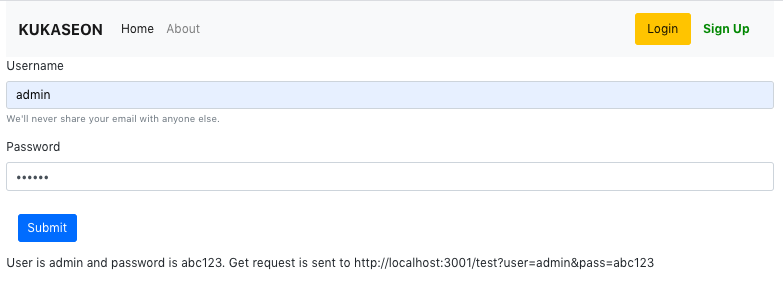 KUKASEON Home About Login Sign Up
Username
admin
We'll never share your email with anyone else.
Password
••••••
Submit
User is admin and password is abc123. Get request is sent to http://localhost:3001/test?user=admin&pass=abc123